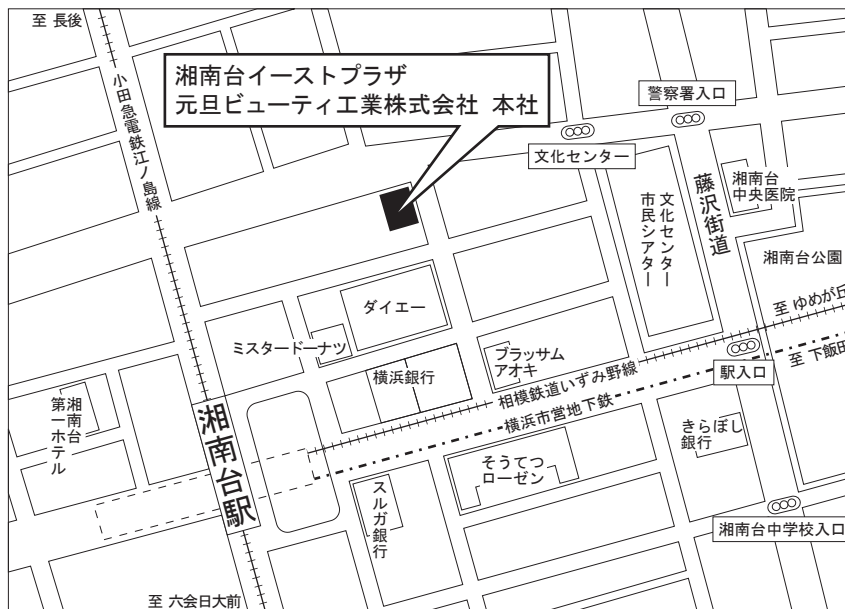 至 長後
小田急電鉄江ノ島線
湘南台イーストプラザ
元旦ビューティ工業株式会社 本社
警察署入口
文化センター
藤沢街道
湘南台
中央医院
文化センター
市民シアター
湘南台公園
ダイエー
至 ゆめが丘
ミスタードーナツ
ブラッサム
アオキ
横浜銀行
相模鉄道いずみ野線
駅入口
至 下飯田
横浜市営地下鉄
湘南台
第一ホテル
湘南台駅
きらぼし
銀行
そうてつ
ローゼン
スルガ銀行
湘南台中学校入口
至 六会日大前